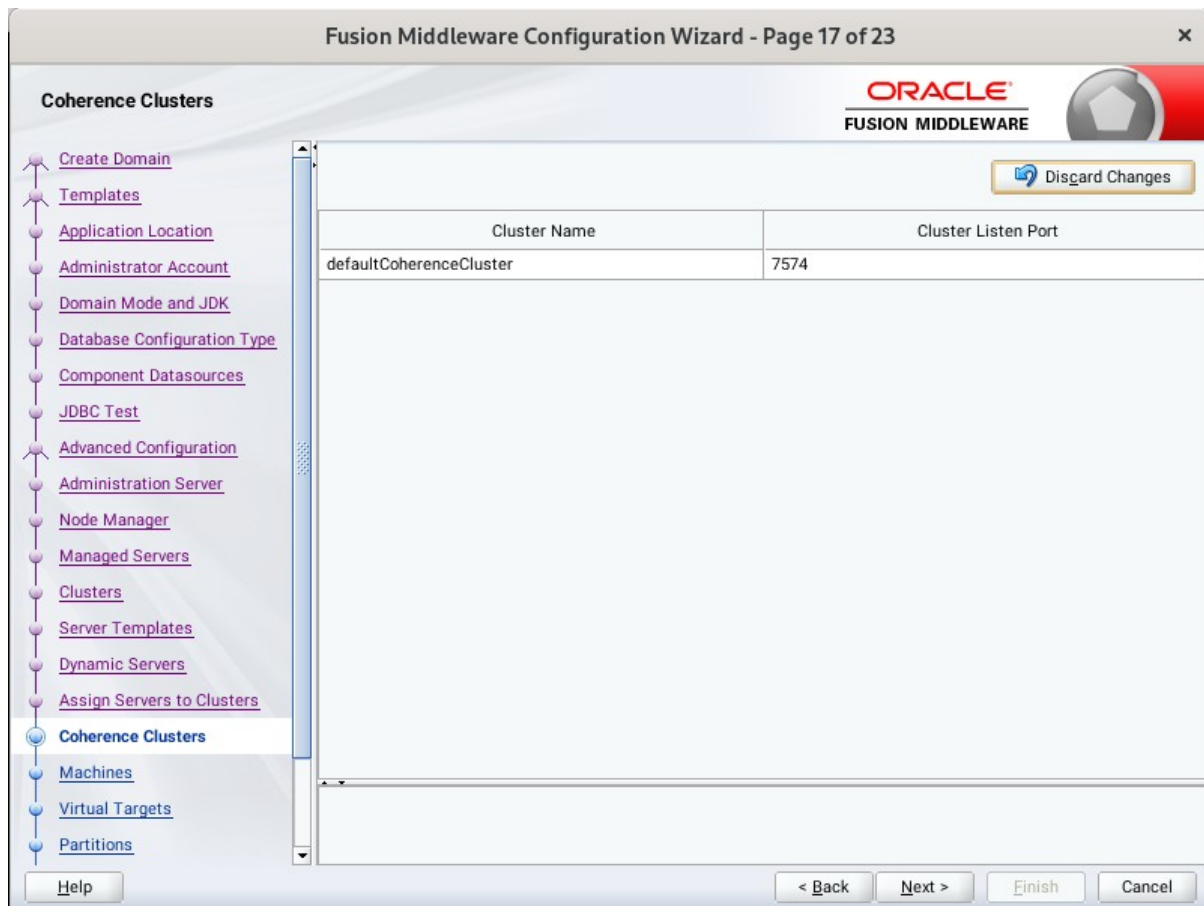 Fusion Middleware Configuration Wizard - Page 17 of 23
×
Coherence Clusters
ORACLE
FUSION MIDDLEWARE
Create Domain
Templates
Application Location
Administrator Account
Domain Mode and JDK
Database Configuration Type
Component Datasources
JDBC Test
Advanced Configuration
Administration Server
Node Manager
Managed Servers
Clusters
Server Templates
Dynamic Servers
Assign Servers to Clusters
Coherence Clusters
Machines
Virtual Targets
Partitions
Discard Changes
Cluster Name Cluster Listen Port
defaultCoherenceCluster 7574
Help < Back Next > Finish Cancel